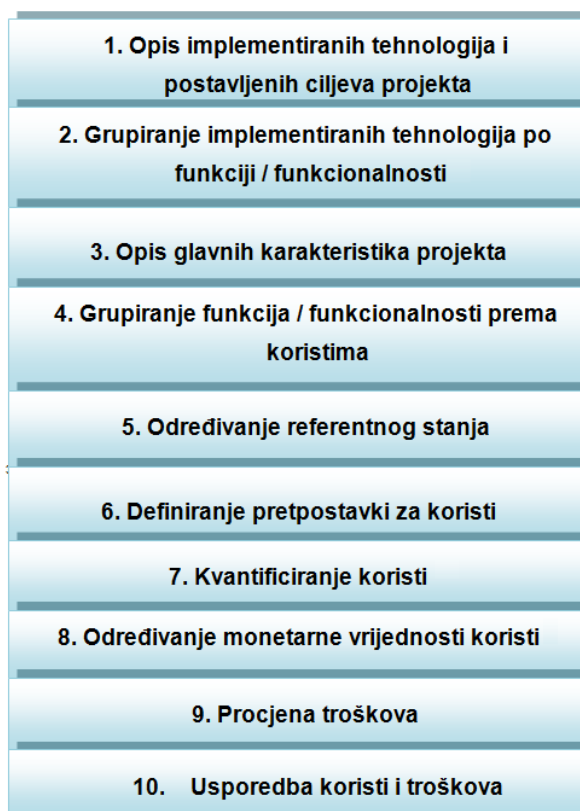 1. Opis implementiranih tehnologija i
postavljenih ciljeva projekta
2. Grupiranje implementiranih tehnologija po
funkciji / funkcionalnosti
3. Opis glavnih karakteristika projekta
4. Grupiranje funkcija / funkcionalnosti prema
koristima
5. Određivanje referentnog stanja
6. Definiranje pretpostavki za koristi
7. Kvantificiranje koristi
8. Određivanje monetarne vrijednosti koristi
9. Procjena troškova
10. Usporedba koristi i troškova